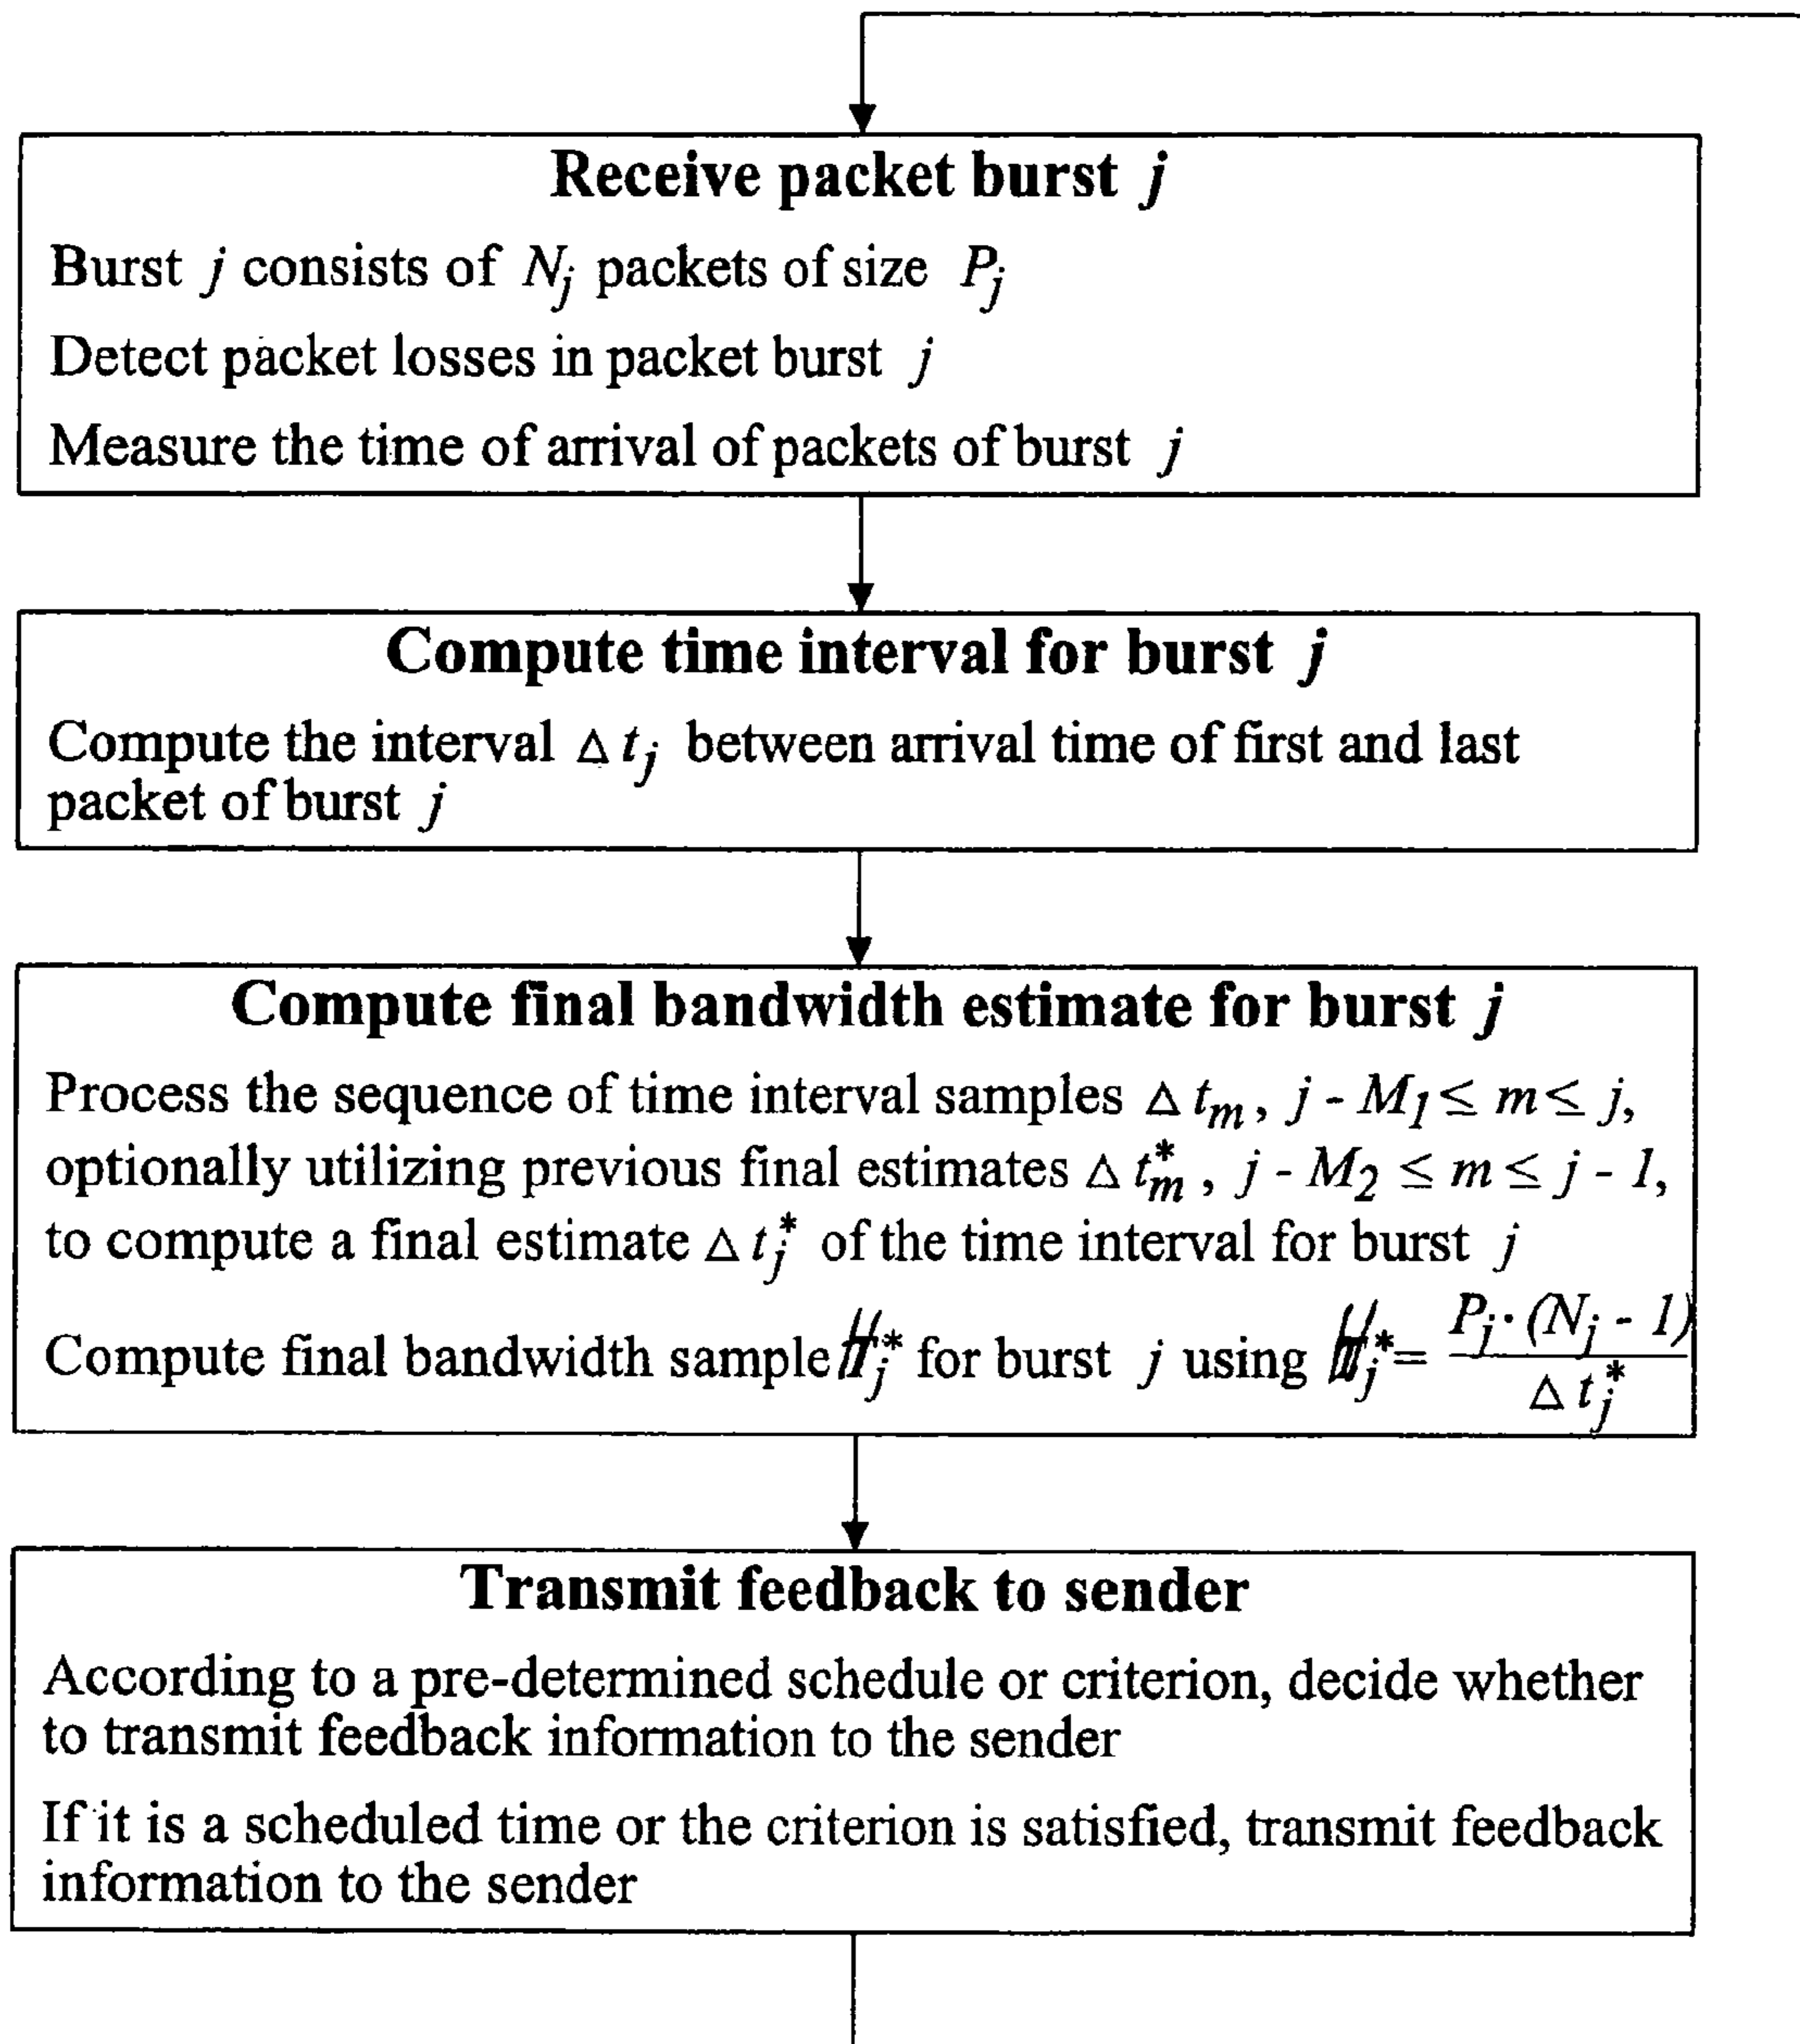 Receive packet burst j
Burst j consists of Nj packets of size Pj
Detect packet losses in packet burst j
Measure the time of arrival of packets of burst j
Compute time interval for burst j
Compute the interval Δ tj between arrival time of first and last
packet of burst j
Compute final bandwidth estimate for burst j
Process the sequence of time interval samples Δ tm, j - M1 ≤ m ≤ j,
optionally utilizing previous final estimates Δ t*m, j - M2 ≤ m ≤ j - 1,
to compute a final estimate Δ t*j of the time interval for burst j
Compute final bandwidth sample *j for burst j using *j = Pj · (Nj - 1) / Δ t*j
Transmit feedback to sender
According to a pre-determined schedule or criterion, decide whether
to transmit feedback information to the sender
If it is a scheduled time or the criterion is satisfied, transmit feedback
information to the sender